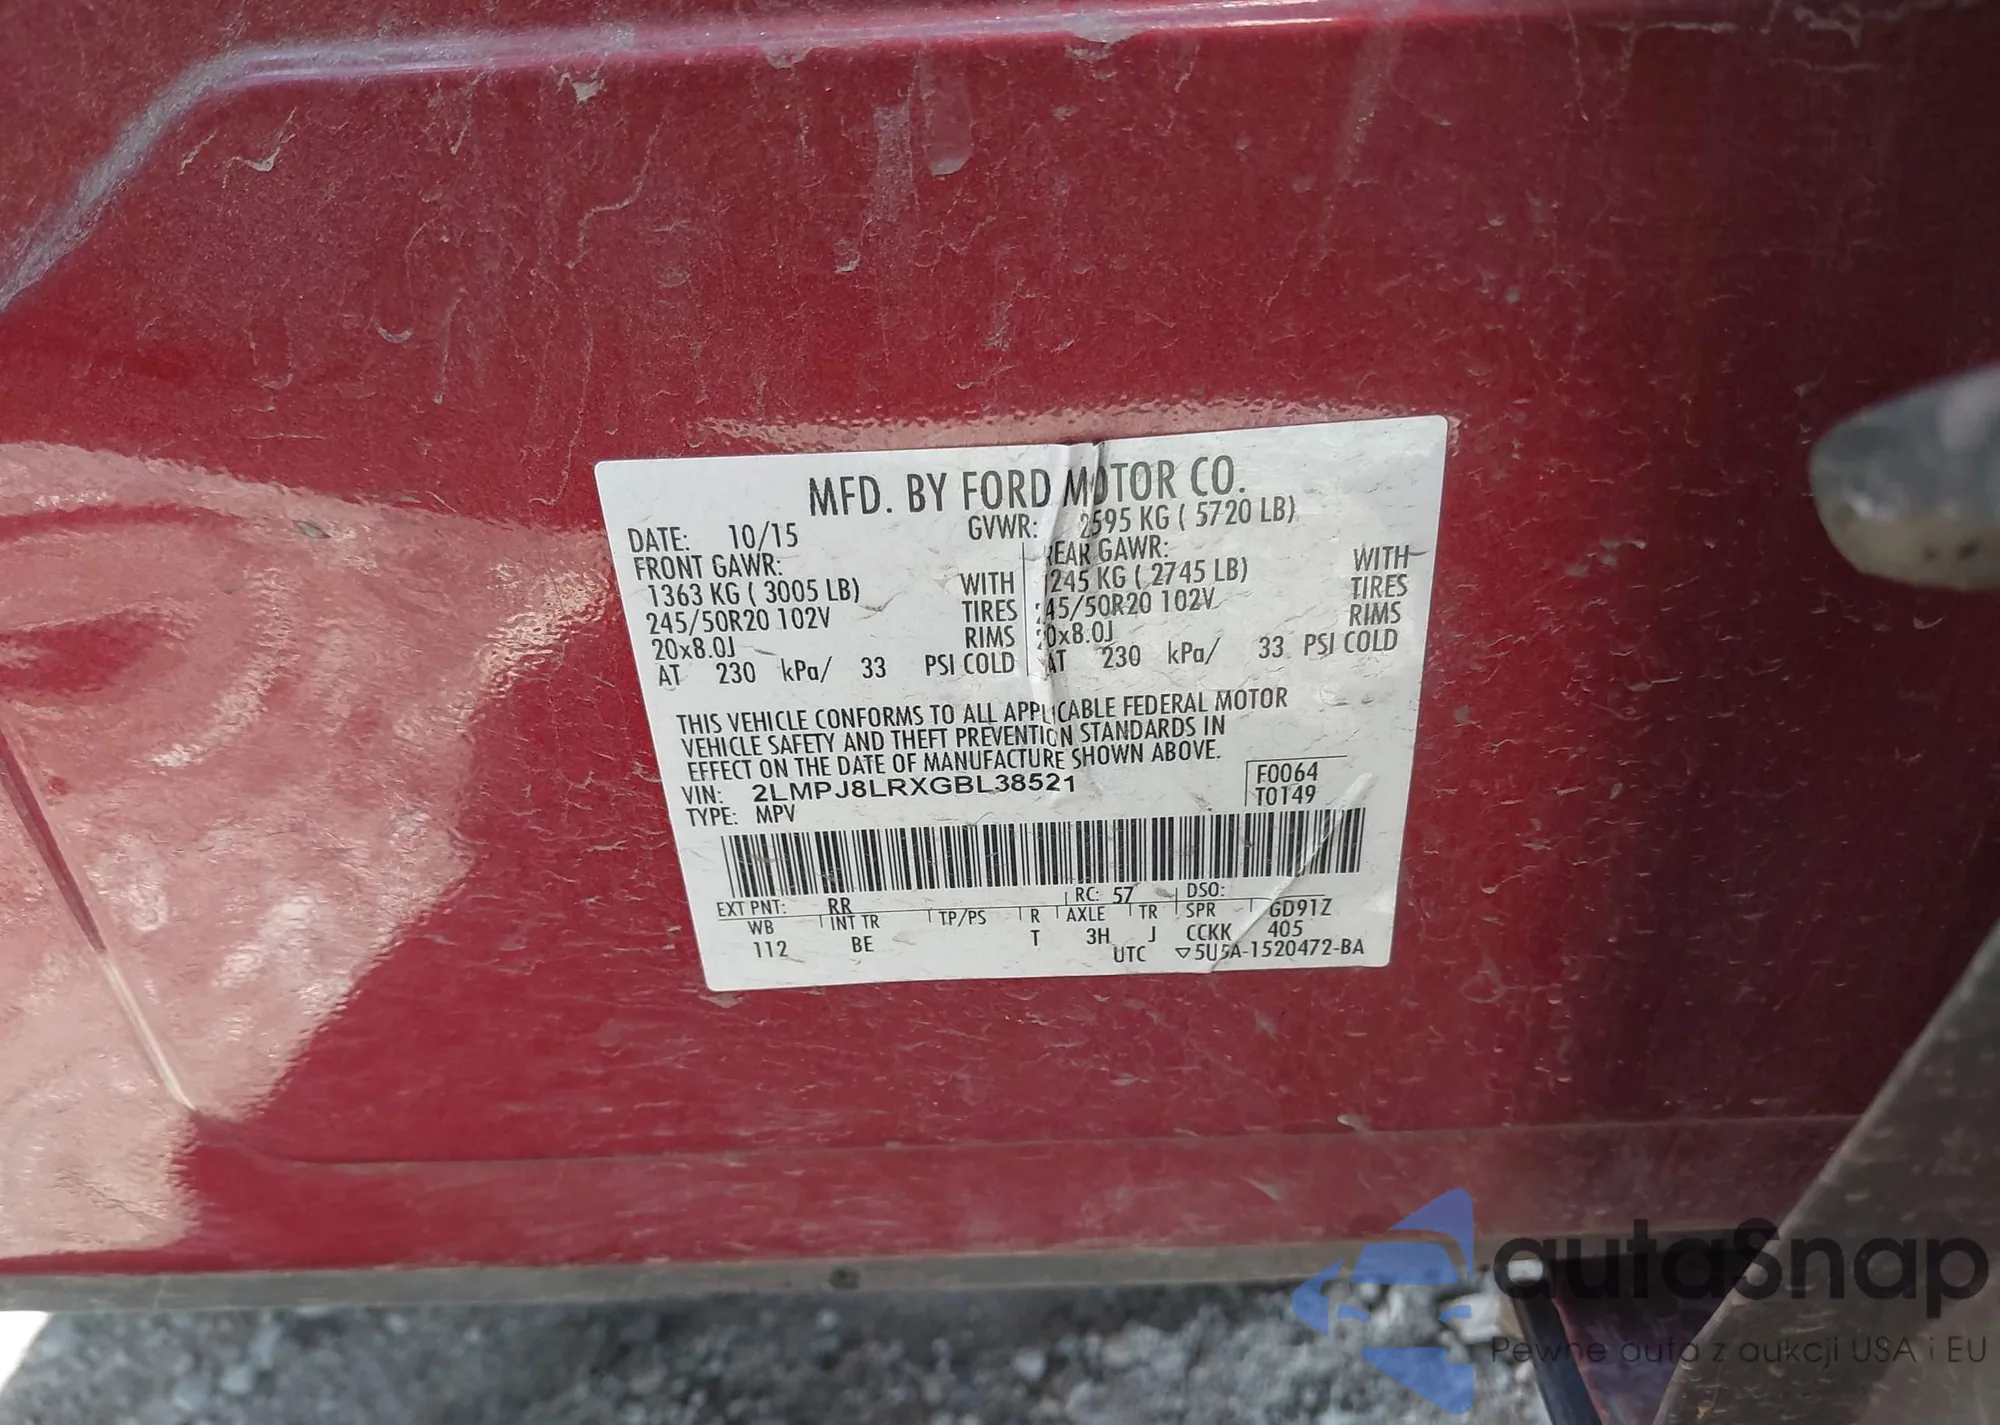 MFD. BY FORD MOTOR CO.
DATE: 10/15 GVWR: 2595 KG ( 5720 LB)
FRONT GAWR: REAR GAWR:
1363 KG ( 3005 LB) WITH 1245 KG ( 2745 LB) WITH
245/50R20 102V TIRES 245/50R20 102V TIRES
20x8.0J RIMS 20x8.0J RIMS
AT 230 kPa/ 33 PSI COLD AT 230 kPa/ 33 PSI COLD
THIS VEHICLE CONFORMS TO ALL APPLICABLE FEDERAL MOTOR
VEHICLE SAFETY AND THEFT PREVENTION STANDARDS IN
EFFECT ON THE DATE OF MANUFACTURE SHOWN ABOVE.
VIN: 2LMPJ8LRXGBL38521 F0064
TYPE: MPV T0149
EXT PNT: RR RC: 57 DSO:
WB INT TR TP/PS R AXLE TR SPR GD91Z
112 BE T 3H J CCKK 405
UTC ▽5U5A-1520472-BA
autaSnap
Pewne auta z aukcji USA i EU